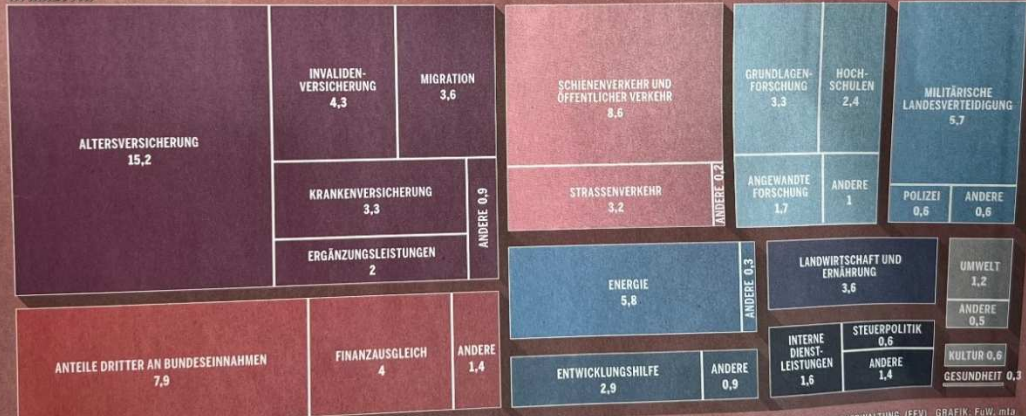 ALTERSVERSICHERUNG
15,2
INVALIDEN-
VERSICHERUNG
4,3
MIGRATION
3,6
KRANKENVERSICHERUNG
3,3
ERGÄNZUNGSLEISTUNGEN
2
ANDERE 0,9
SCHIENENVERKEHR UND
ÖFFENTLICHER VERKEHR
8,6
STRASSENVERKEHR
3,2
ANDERE 0,2
GRUNDLAGEN-
FORSCHUNG
3,3
HOCH-
SCHULEN
2,4
ANGEWANDTE
FORSCHUNG
1,7
ANDERE
1
MILITÄRISCHE
LANDESVERTEIDIGUNG
5,7
POLIZEI
0,6
ANDERE
0,6
ANTEILE DRITTER AN BUNDESEINNAHMEN
7,9
FINANZAUSGLEICH
4
ANDERE
1,4
ENERGIE
5,8
ANDERE 0,3
ENTWICKLUNGSHILFE
2,9
ANDERE
0,9
LANDWIRTSCHAFT UND
ERNÄHRUNG
3,6
INTERNE
DIENST-
LEISTUNGEN
1,6
STEUERPOLITIK
0,6
ANDERE
1,4
UMWELT
1,2
ANDERE
0,5
KULTUR 0,6
GESUNDHEIT 0,3
(EFV) GRAFIK: FuW, mta